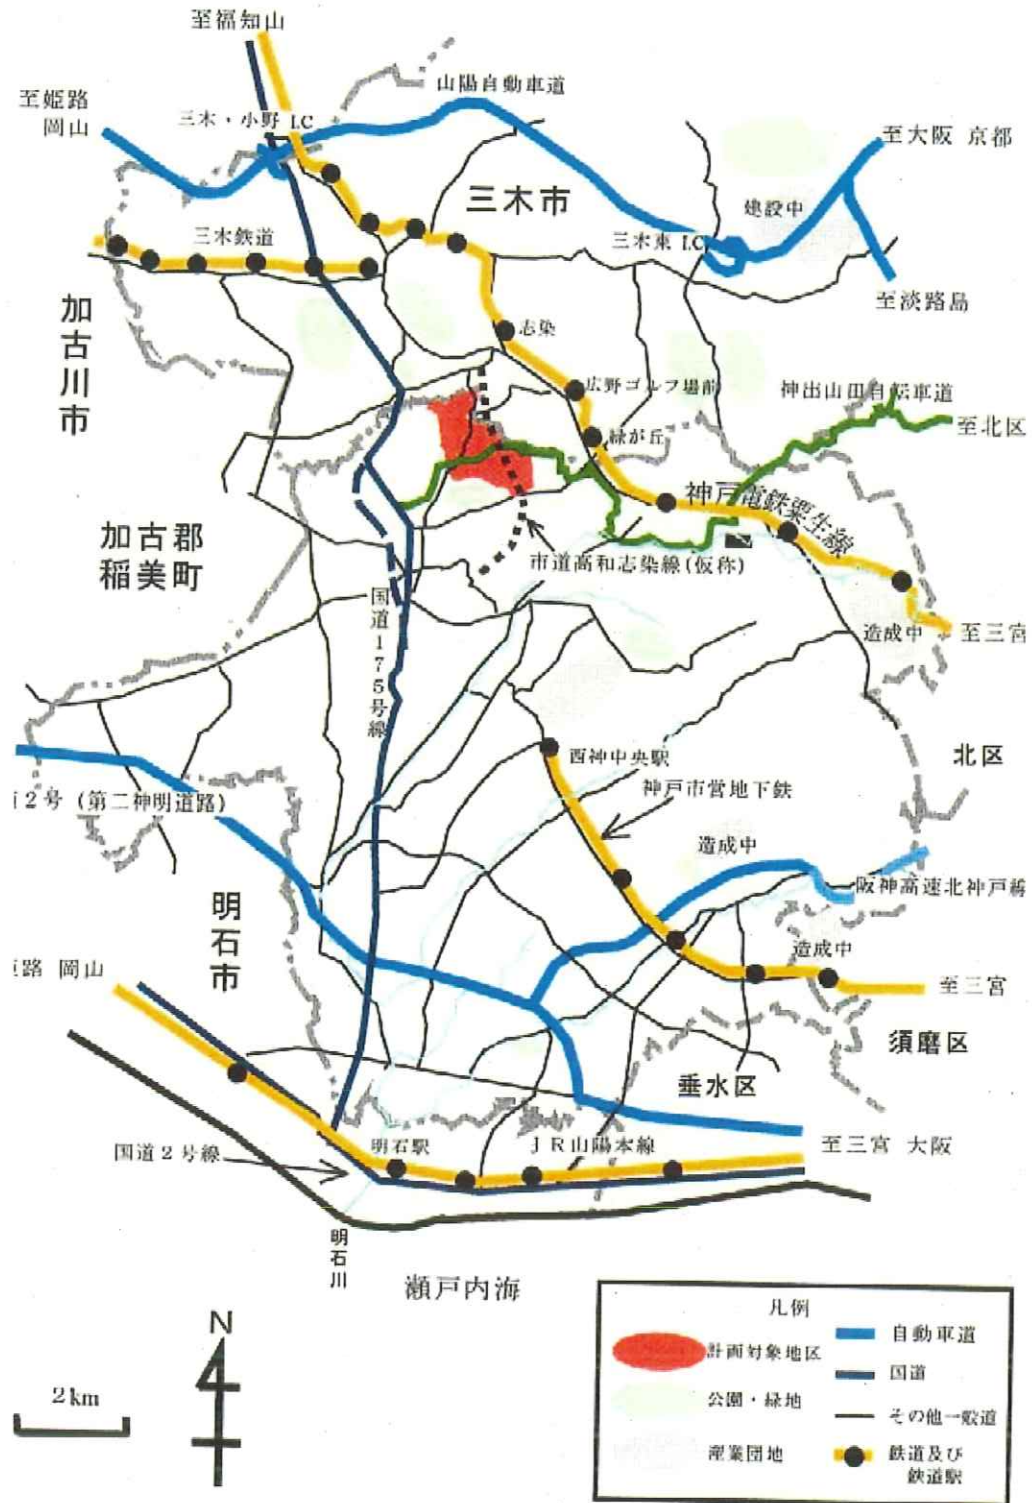 至福知山
山陽自動車道
至姫路
岡山
三木・小野 I.C
至大阪 京都
三木市
建設中
三木鉄道
三木東 I.C
至淡路島
加古川市
志染
広野ゴルフ場前
神出山田自転車道
至北区
緑が丘
神戸電鉄粟生線
加古郡
稲美町
市道高和志染線(仮称)
国道175号線
造成中
至三宮
西神中央駅
北区
神戸市営地下鉄
2号 (第二神明道路)
造成中
阪神高速北神戸線
明石市
造成中
路 岡山
至三宮
須磨区
垂水区
国道2号線
明石駅
JR山陽本線
至三宮 大阪
明石川
瀬戸内海
N
2km
凡例
計画対象地区
自動車道
国道
公園・緑地
その他一般道
産業団地
鉄道及び
鉄道駅